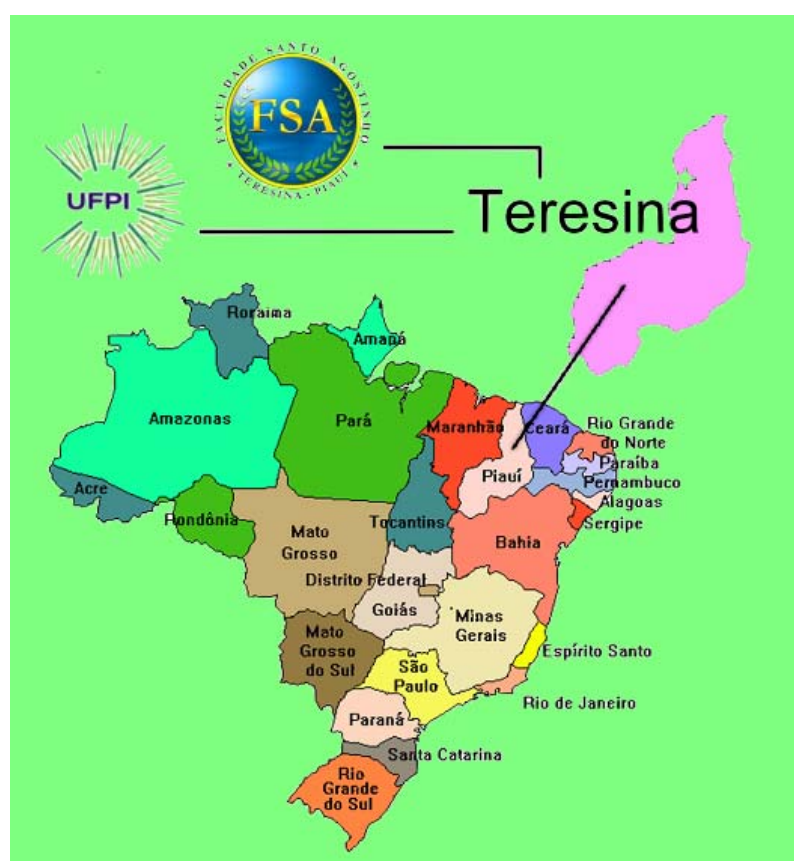 FACULDADE SANTO AGOSTINHO
FSA
TERESINA - PIAUÍ
UFPI
Teresina
Roraima
Amapá
Amazonas
Pará
Maranhão
Ceará
Rio Grande
do Norte
Paraíba
Pernambuco
Alagoas
Sergipe
Piauí
Acre
Rondônia
Tocantins
Mato
Grosso
Bahia
Distrito Federal
Goiás
Minas
Gerais
Mato
Grosso
do Sul
São
Paulo
Espírito Santo
Rio de Janeiro
Paraná
Santa Catarina
Rio
Grande
do Sul